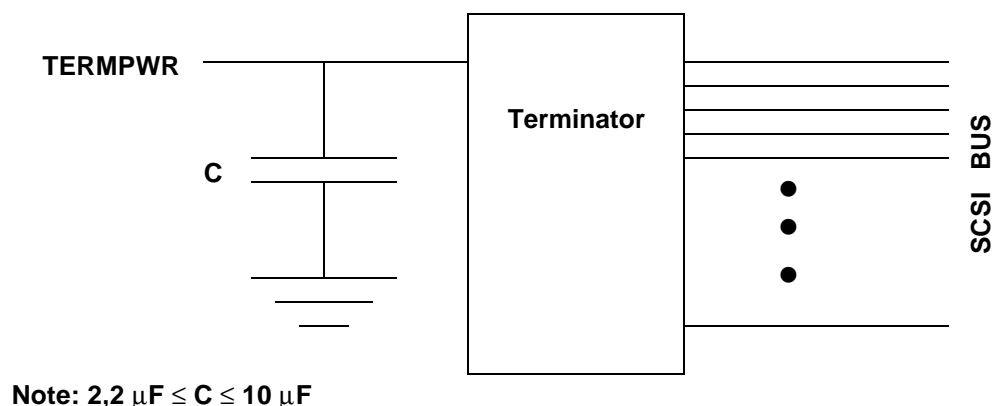 TERMPWR
Terminator
C
SCSI BUS
Note: 2,2 μF ≤ C ≤ 10 μF